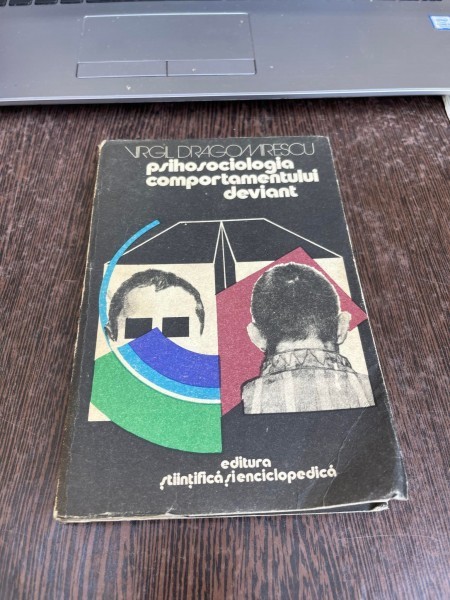 VIRGIL DRAGOMIRESCU
psihosociologia
comportamentului
deviant
editura
științifică și enciclopedică